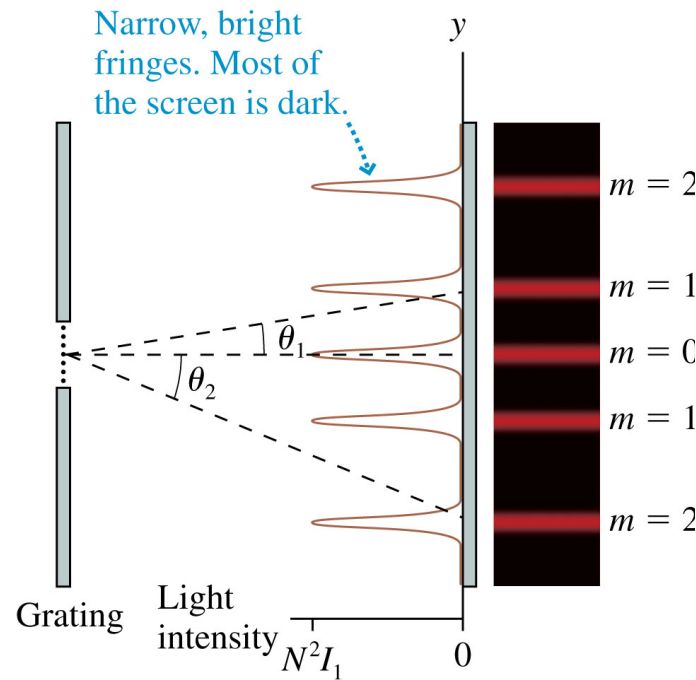 Narrow, bright
fringes. Most of
the screen is dark.
y
m = 2
m = 1
θ₁
m = 0
θ₂
m = 1
m = 2
Grating
Light
intensity
N²I₁
0